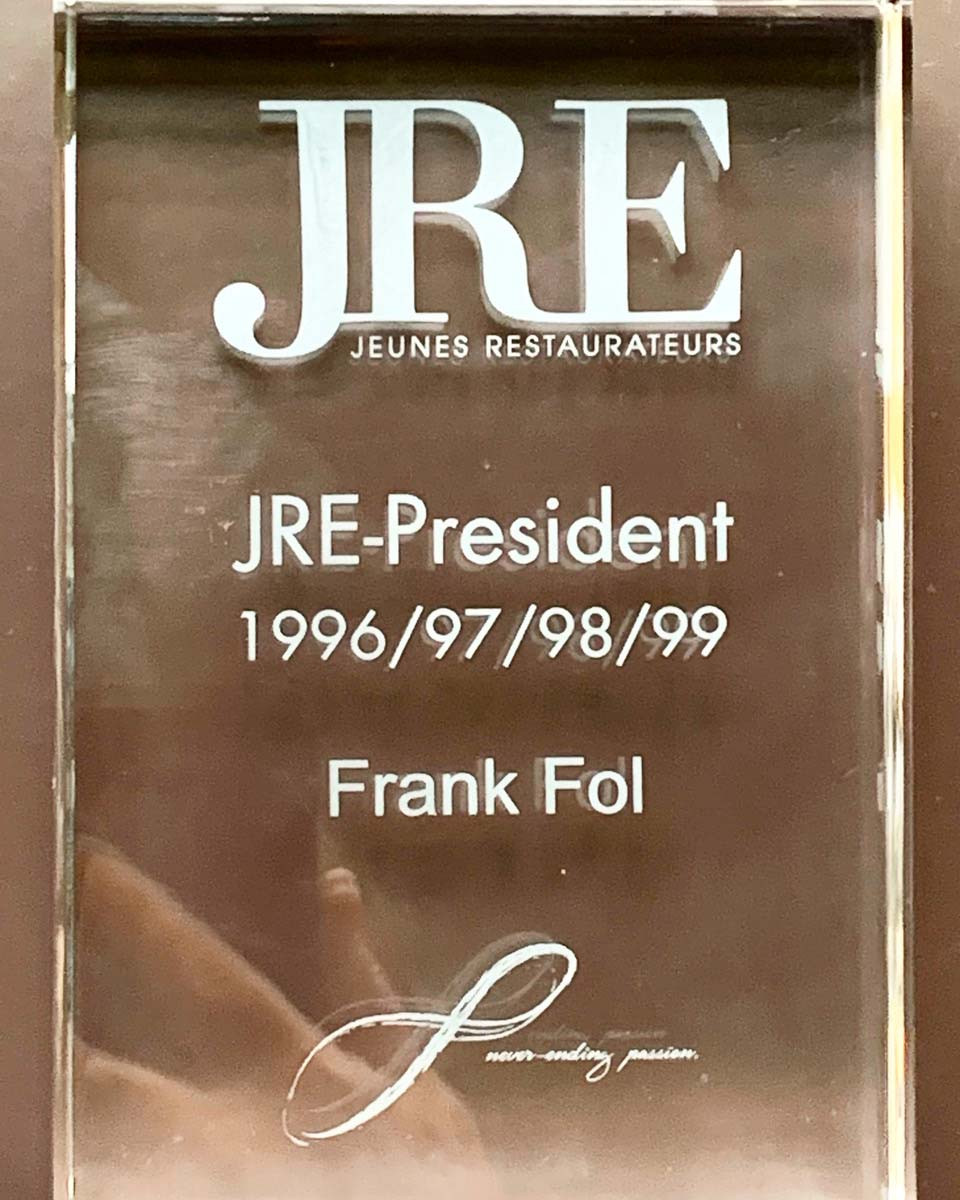 JRE
JEUNES RESTAURATEURS
JRE-President
1996/97/98/99
Frank Fol
never-ending passion.